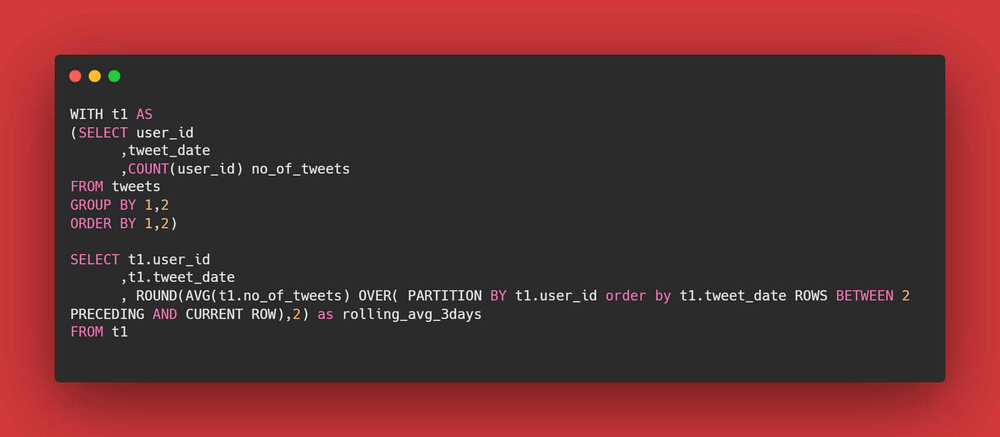 WITH t1 AS
(SELECT user_id
      ,tweet_date
      ,COUNT(user_id) no_of_tweets
FROM tweets
GROUP BY 1,2
ORDER BY 1,2)

SELECT t1.user_id
      ,t1.tweet_date
      , ROUND(AVG(t1.no_of_tweets) OVER( PARTITION BY t1.user_id order by t1.tweet_date ROWS BETWEEN 2
PRECEDING AND CURRENT ROW),2) as rolling_avg_3days
FROM t1